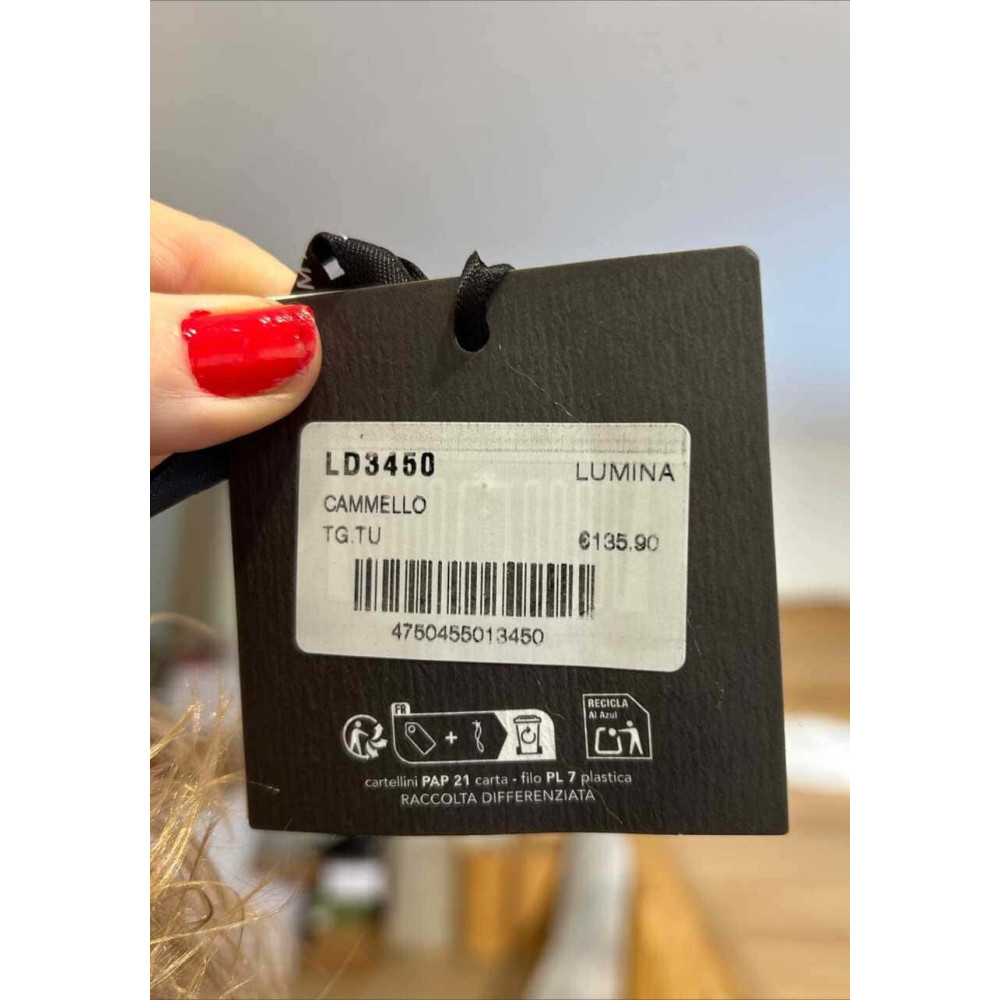 LD3450
LUMINA
CAMMELLO
TG.TU
€135,90
4750455013450
FR
RECICLA
Al Azul
cartellini PAP 21 carta - filo PL 7 plastica
RACCOLTA DIFFERENZIATA